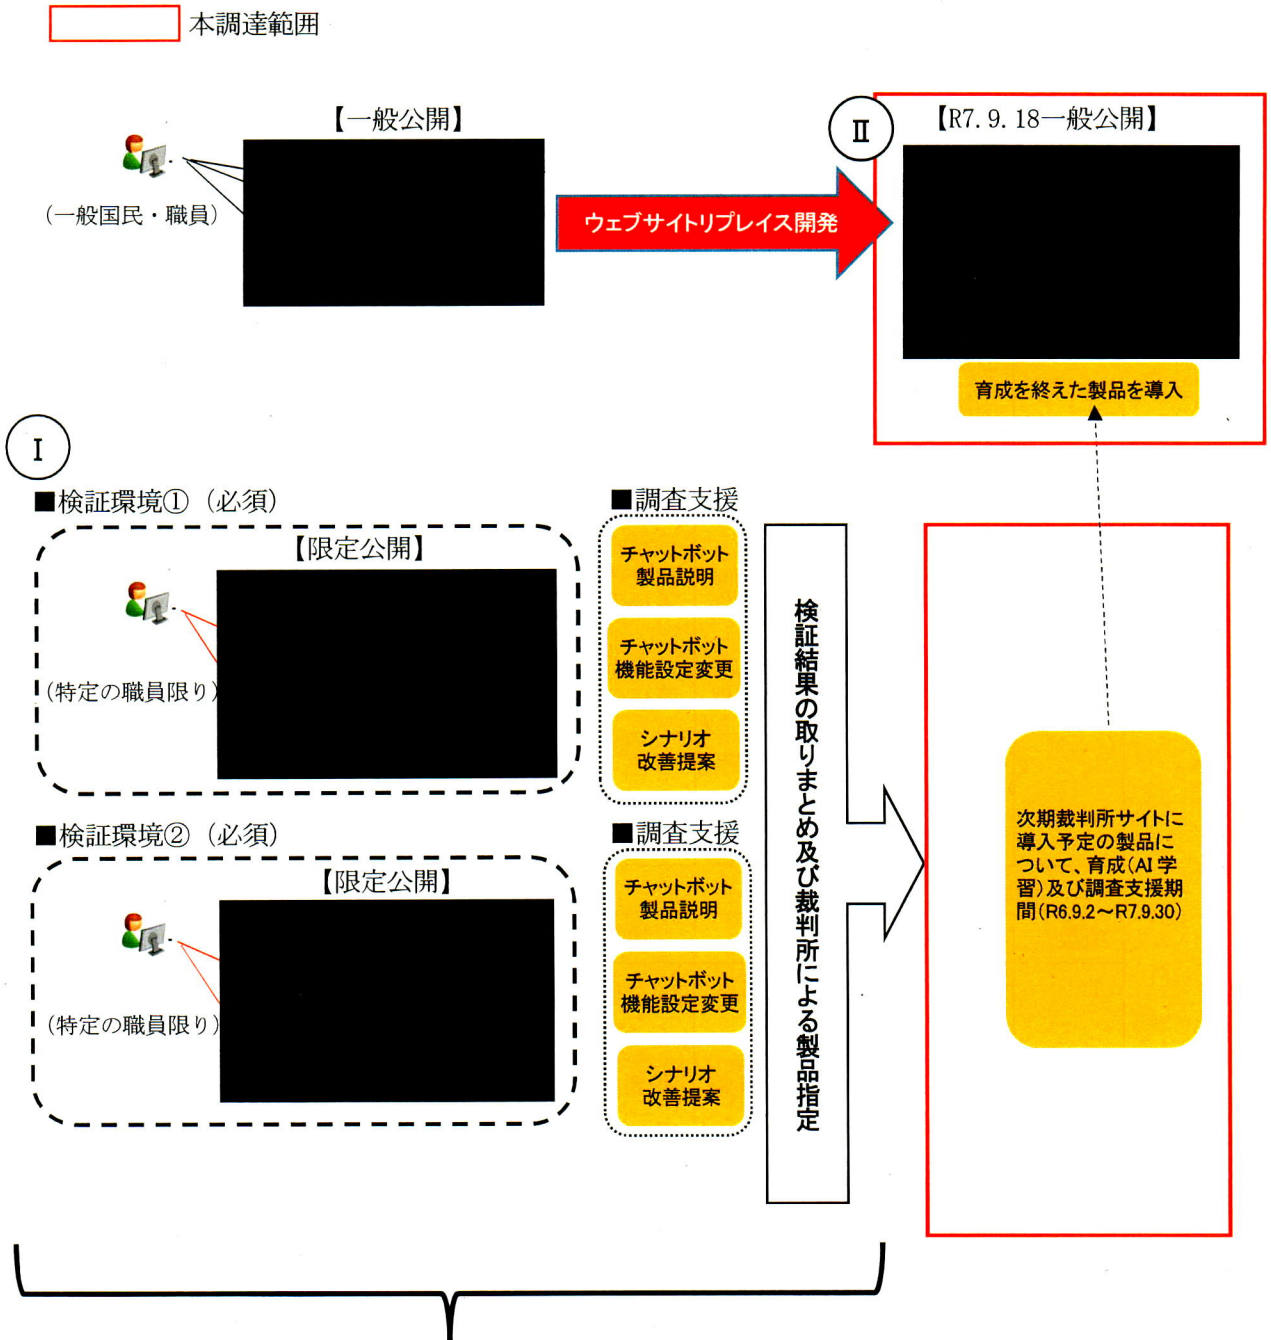 本調達範囲
【一般公開】
(一般国民・職員)
ウェブサイトリプレイス開発
Ⅱ
【R7.9.18一般公開】
育成を終えた製品を導入
Ⅰ
■検証環境①（必須）
【限定公開】
(特定の職員限り)
■調査支援
チャットボット
製品説明
チャットボット
機能設定変更
シナリオ
改善提案
■検証環境②（必須）
【限定公開】
(特定の職員限り)
■調査支援
チャットボット
製品説明
チャットボット
機能設定変更
シナリオ
改善提案
検証結果の取りまとめ及び裁判所による製品指定
次期裁判所サイトに
導入予定の製品に
ついて、育成(AI学
習)及び調査支援期
間(R6.9.2～R7.9.30)